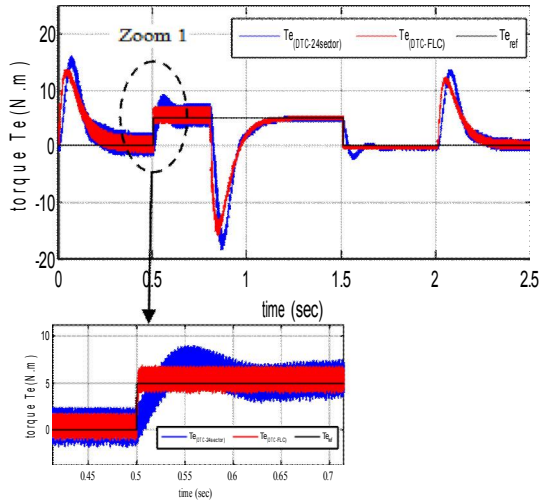 Zoom 1
Te(DTC-24sedor) Te(DTC-FLC) Teref
torque Te(N.m)
20
10
0
-10
-20
0 0.5 1 1.5 2 2.5
time (sec)
torque Te(N.m)
10
5
0
0.45 0.5 0.55 0.6 0.65 0.7
Te(DTC-24sector) Te(DTC-FLC) Teref
time (sec)